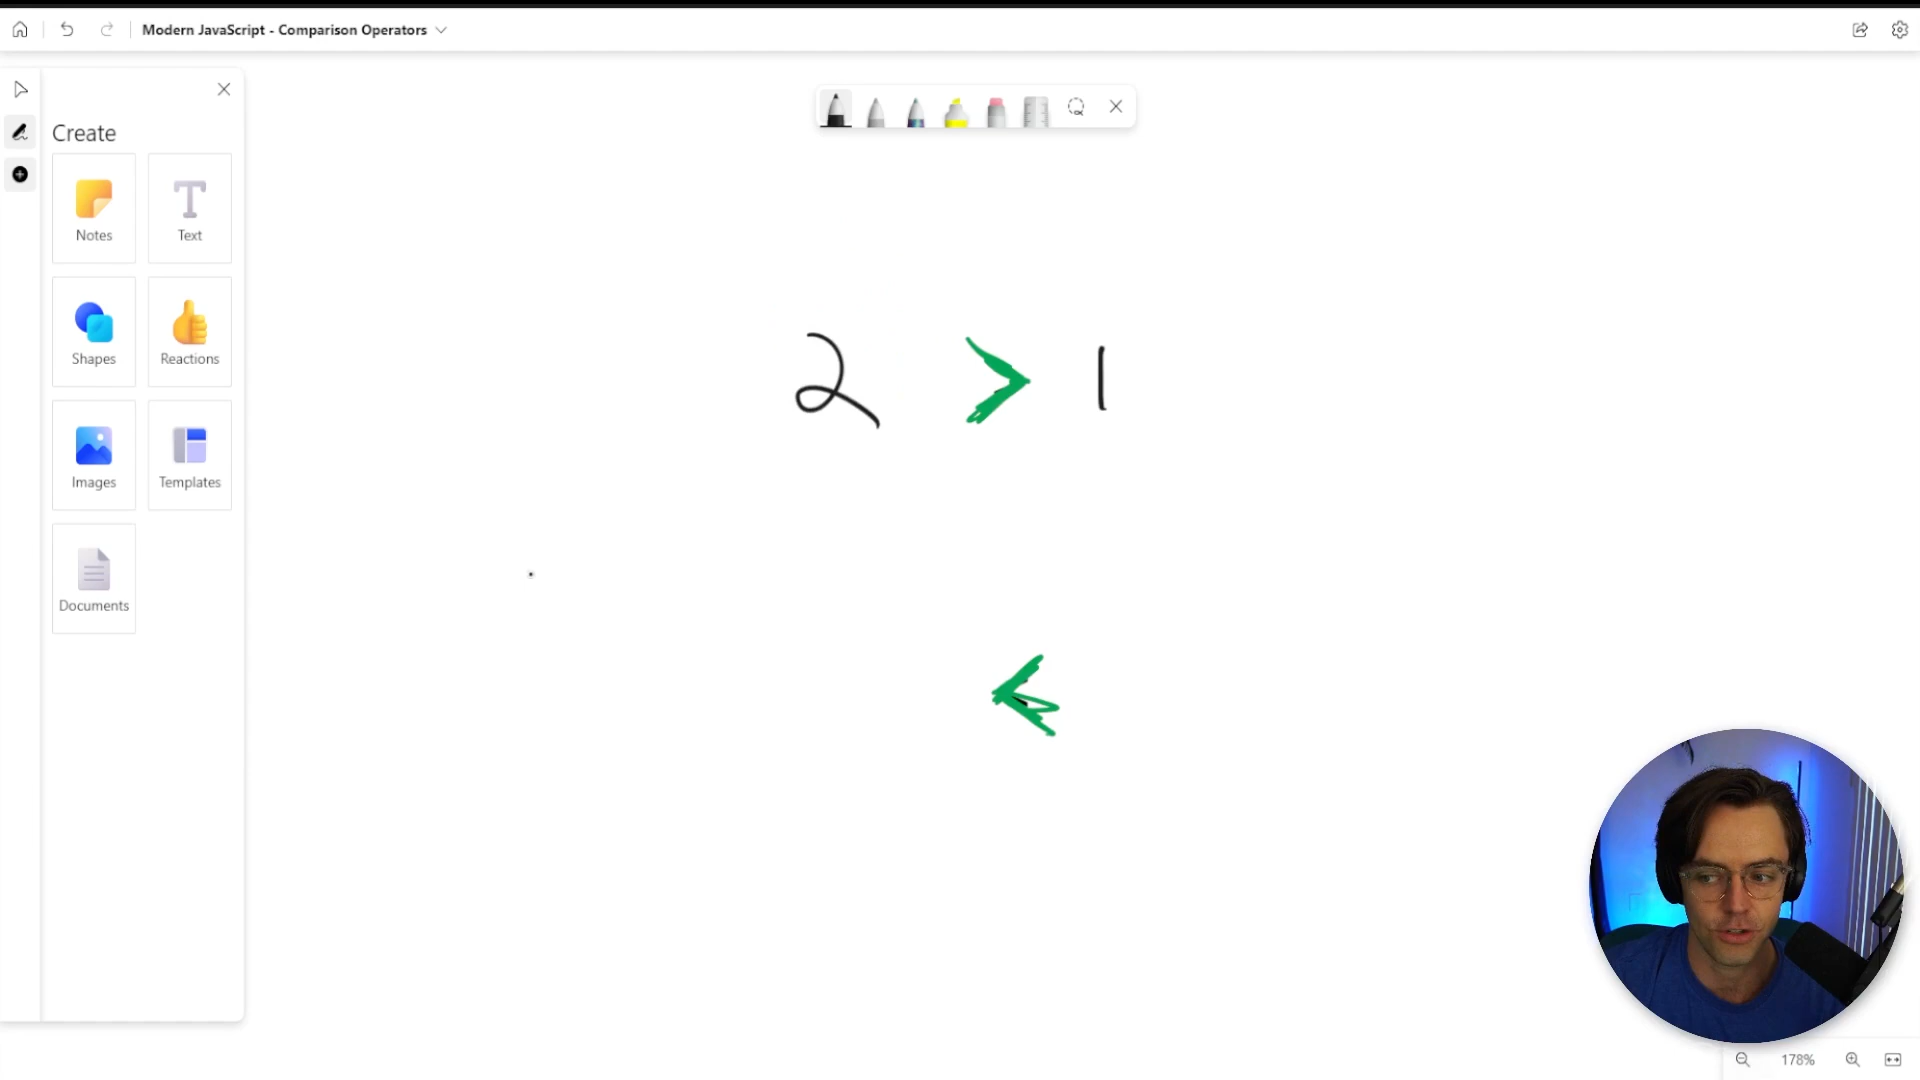 Modern JavaScript - Comparison Operators
Create
Notes
Text
Shapes
Reactions
Images
Templates
Documents
2 > 1
<
178%